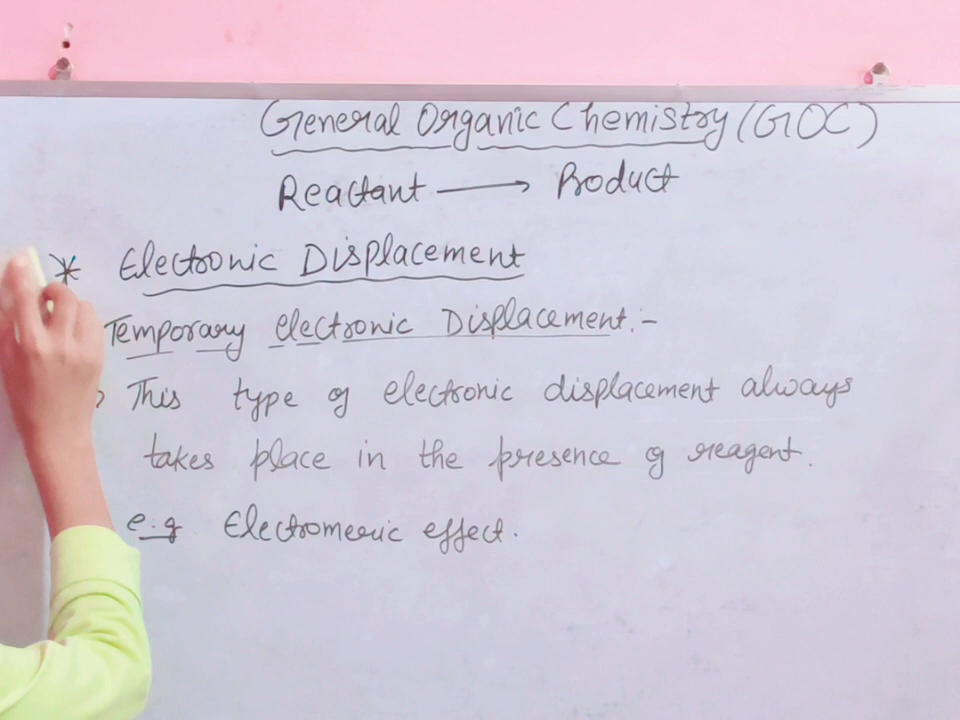 General Organic Chemistry (GOC)
Reactant ⟶ Product
* Electronic Displacement
Temporary electronic Displacement:-
This type of electronic displacement always
takes place in the presence of reagent.
e.g. Electromeric effect.